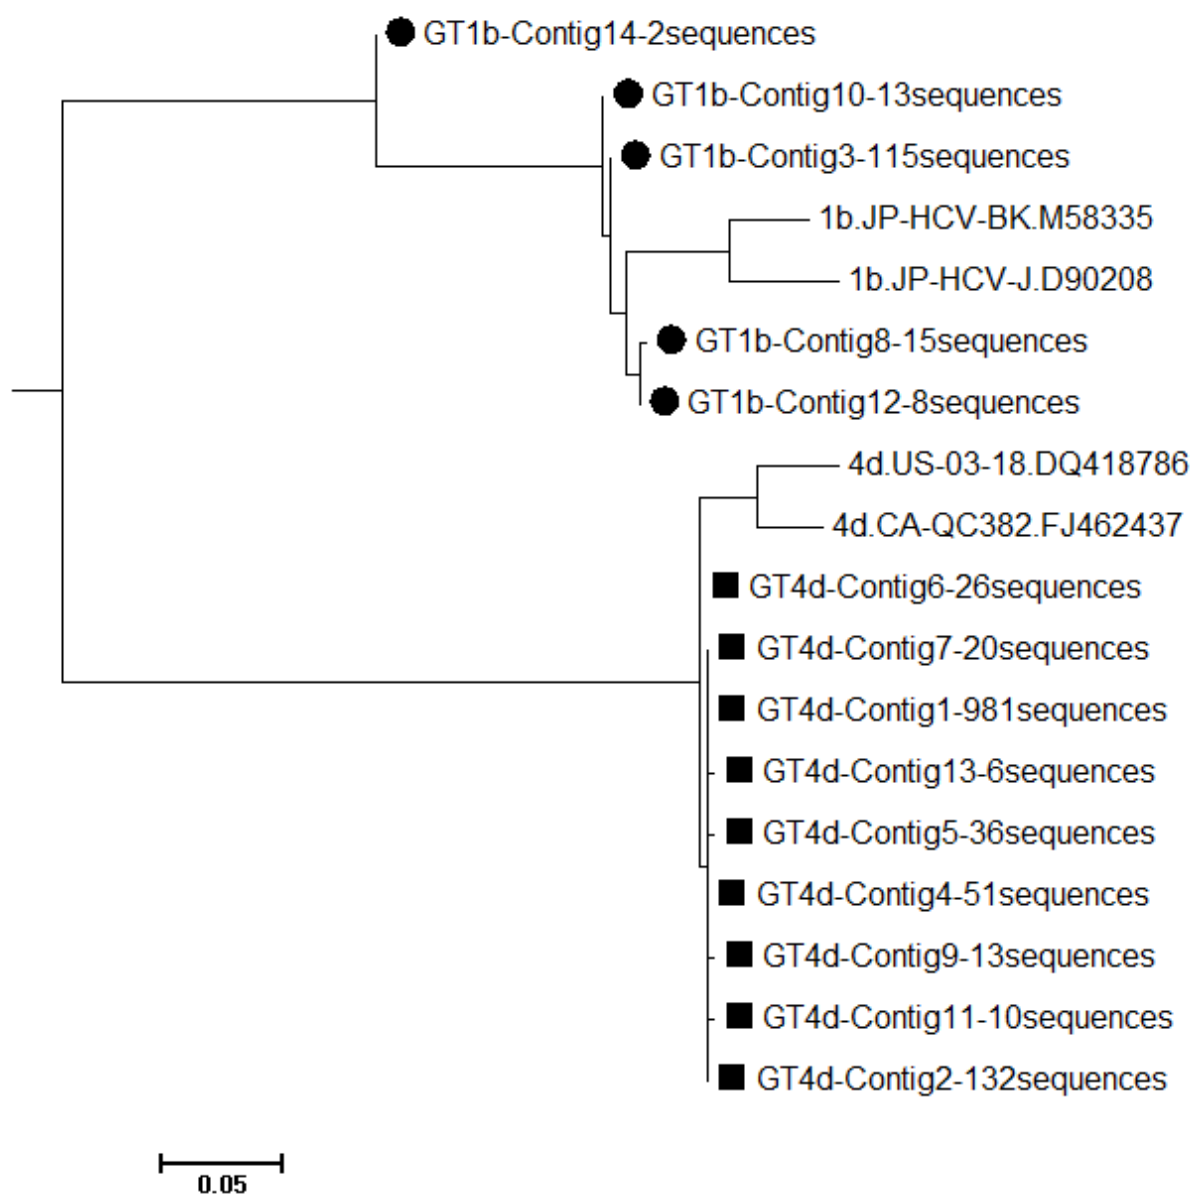 GT1b-Contig14-2sequences
GT1b-Contig10-13sequences
GT1b-Contig3-115sequences
1b.JP-HCV-BK.M58335
1b.JP-HCV-J.D90208
GT1b-Contig8-15sequences
GT1b-Contig12-8sequences
4d.US-03-18.DQ418786
4d.CA-QC382.FJ462437
GT4d-Contig6-26sequences
GT4d-Contig7-20sequences
GT4d-Contig1-981sequences
GT4d-Contig13-6sequences
GT4d-Contig5-36sequences
GT4d-Contig4-51sequences
GT4d-Contig9-13sequences
GT4d-Contig11-10sequences
GT4d-Contig2-132sequences
0.05